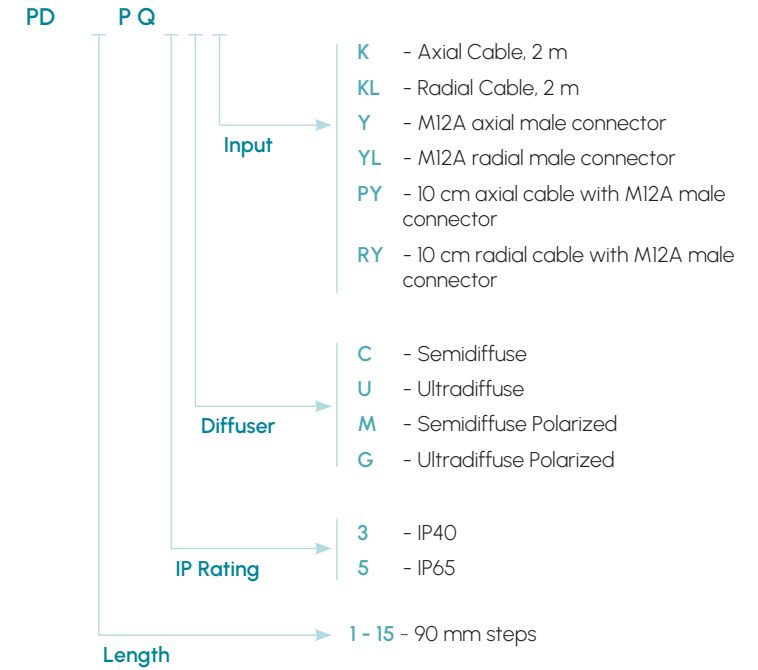 PD P Q
K - Axial Cable, 2 m
KL - Radial Cable, 2 m
Y - M12A axial male connector
Input
YL - M12A radial male connector
PY - 10 cm axial cable with M12A male
connector
RY - 10 cm radial cable with M12A male
connector
C - Semidiffuse
U - Ultradiffuse
Diffuser
M - Semidiffuse Polarized
G - Ultradiffuse Polarized
3 - IP40
IP Rating
5 - IP65
1 - 15 - 90 mm steps
Length